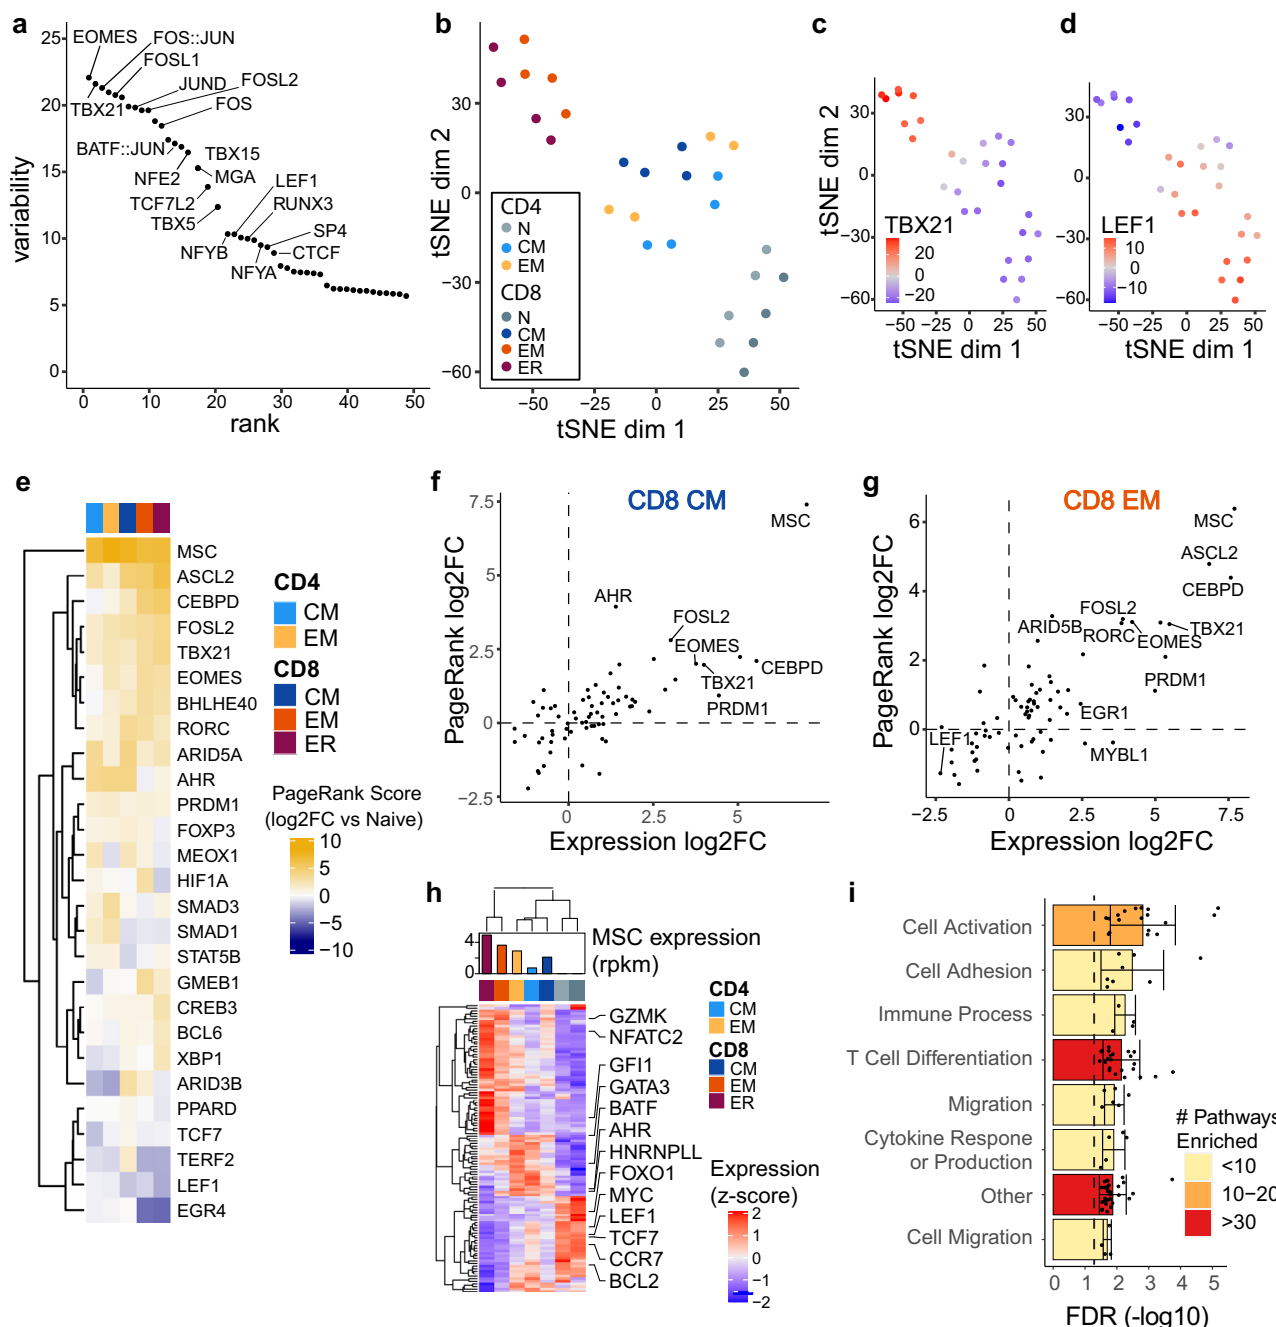 a
25
20
15
10
5
0
variability
EOMES
FOS::JUN
FOSL1
JUND
FOSL2
TBX21
FOS
BATF::JUN
TBX15
NFE2
MGA
TCF7L2
LEF1
TBX5
RUNX3
SP4
NFYB
CTCF
NFYA
0 10 20 30 40 50
rank
b
30
0
−30
−60
tSNE dim 2
CD4
N
CM
EM
CD8
N
CM
EM
ER
−50 −25 0 25 50
tSNE dim 1
c
60
30
0
−30
−60
tSNE dim 2
TBX21
20
0
−20
−50 −25 0 25 50
tSNE dim 1
d
60
30
0
−30
−60
LEF1
10
0
−10
−50 −25 0 25 50
tSNE dim 1
e
MSC
ASCL2
CEBPD
FOSL2
TBX21
EOMES
BHLHE40
RORC
ARID5A
AHR
PRDM1
FOXP3
MEOX1
HIF1A
SMAD3
SMAD1
STAT5B
GMEB1
CREB3
BCL6
XBP1
ARID3B
PPARD
TCF7
TERF2
LEF1
EGR4
CD4
CM
EM
CD8
CM
EM
ER
PageRank Score
(log2FC vs Naive)
10
5
0
−5
−10
f
CD8 CM
7.5
5
2.5
0
−2.5
PageRank log2FC
MSC
AHR
FOSL2
EOMES
CEBPD
TBX21
PRDM1
0 2.5 5
Expression log2FC
g
CD8 EM
6
4
2
0
PageRank log2FC
MSC
ASCL2
CEBPD
FOSL2
ARID5B
RORC
EOMES
TBX21
PRDM1
EGR1
LEF1
MYBL1
−2.5 0 2.5 5 7.5
Expression log2FC
h
4
0
MSC expression
(rpkm)
GZMK
NFATC2
GFI1
GATA3
BATF
AHR
HNRNPLL
FOXO1
MYC
LEF1
TCF7
CCR7
BCL2
CD4
CM
EM
CD8
CM
EM
ER
Expression
(z-score)
2
1
0
−1
−2
i
Cell Activation
Cell Adhesion
Immune Process
T Cell Differentiation
Migration
Cytokine Respone
or Production
Other
Cell Migration
0 1 2 3 4 5
FDR (-log10)
# Pathways
Enriched
<10
10−20
>30